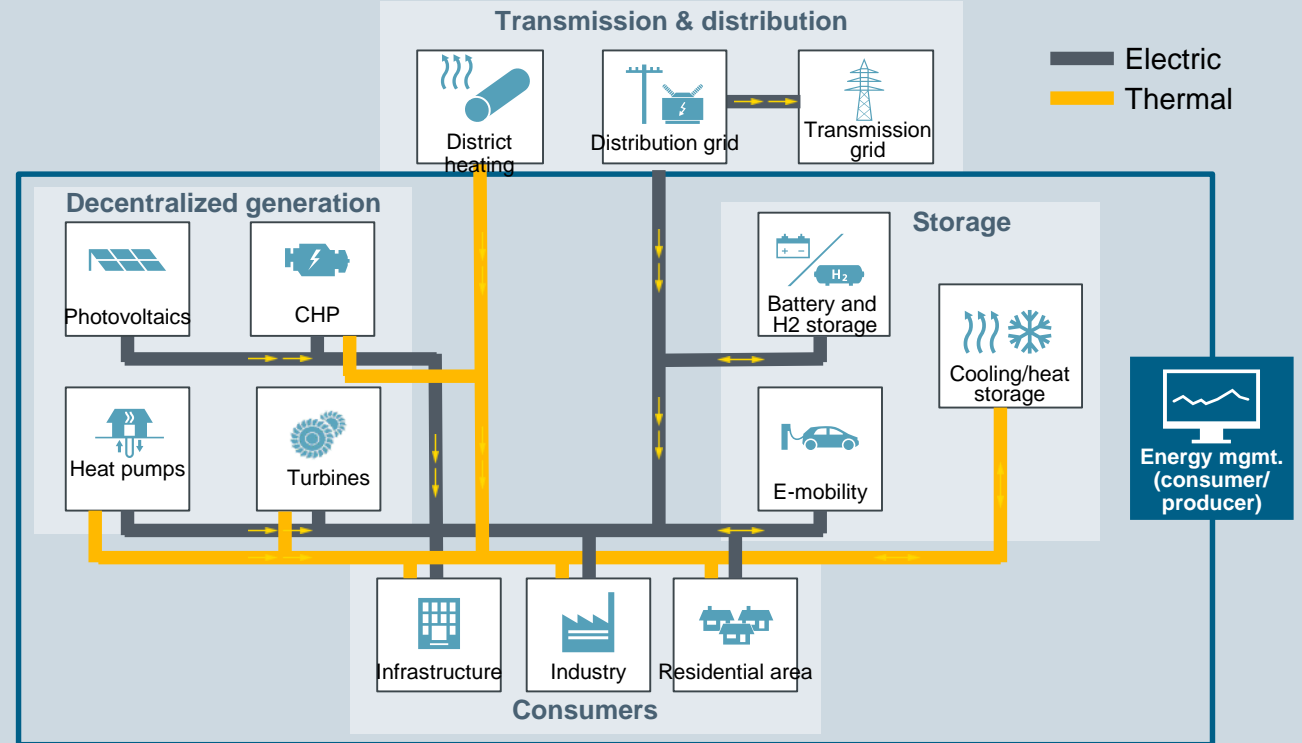 Transmission & distribution
Electric
Thermal
District
heating
Distribution grid
Transmission
grid
Decentralized generation
Storage
Photovoltaics
CHP
+ -
H2
Battery and
H2 storage
Cooling/heat
storage
Heat pumps
Turbines
E-mobility
Energy mgmt.
(consumer/
producer)
Infrastructure
Industry
Residential area
Consumers